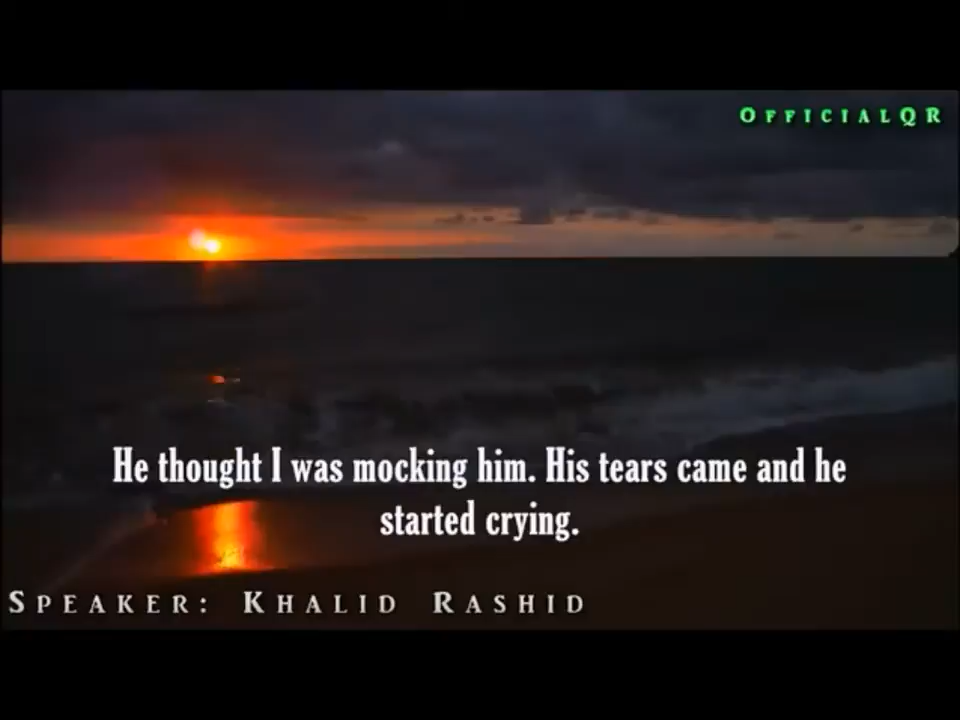 OfficialQR
He thought I was mocking him. His tears came and he
started crying.
Speaker: Khalid Rashid